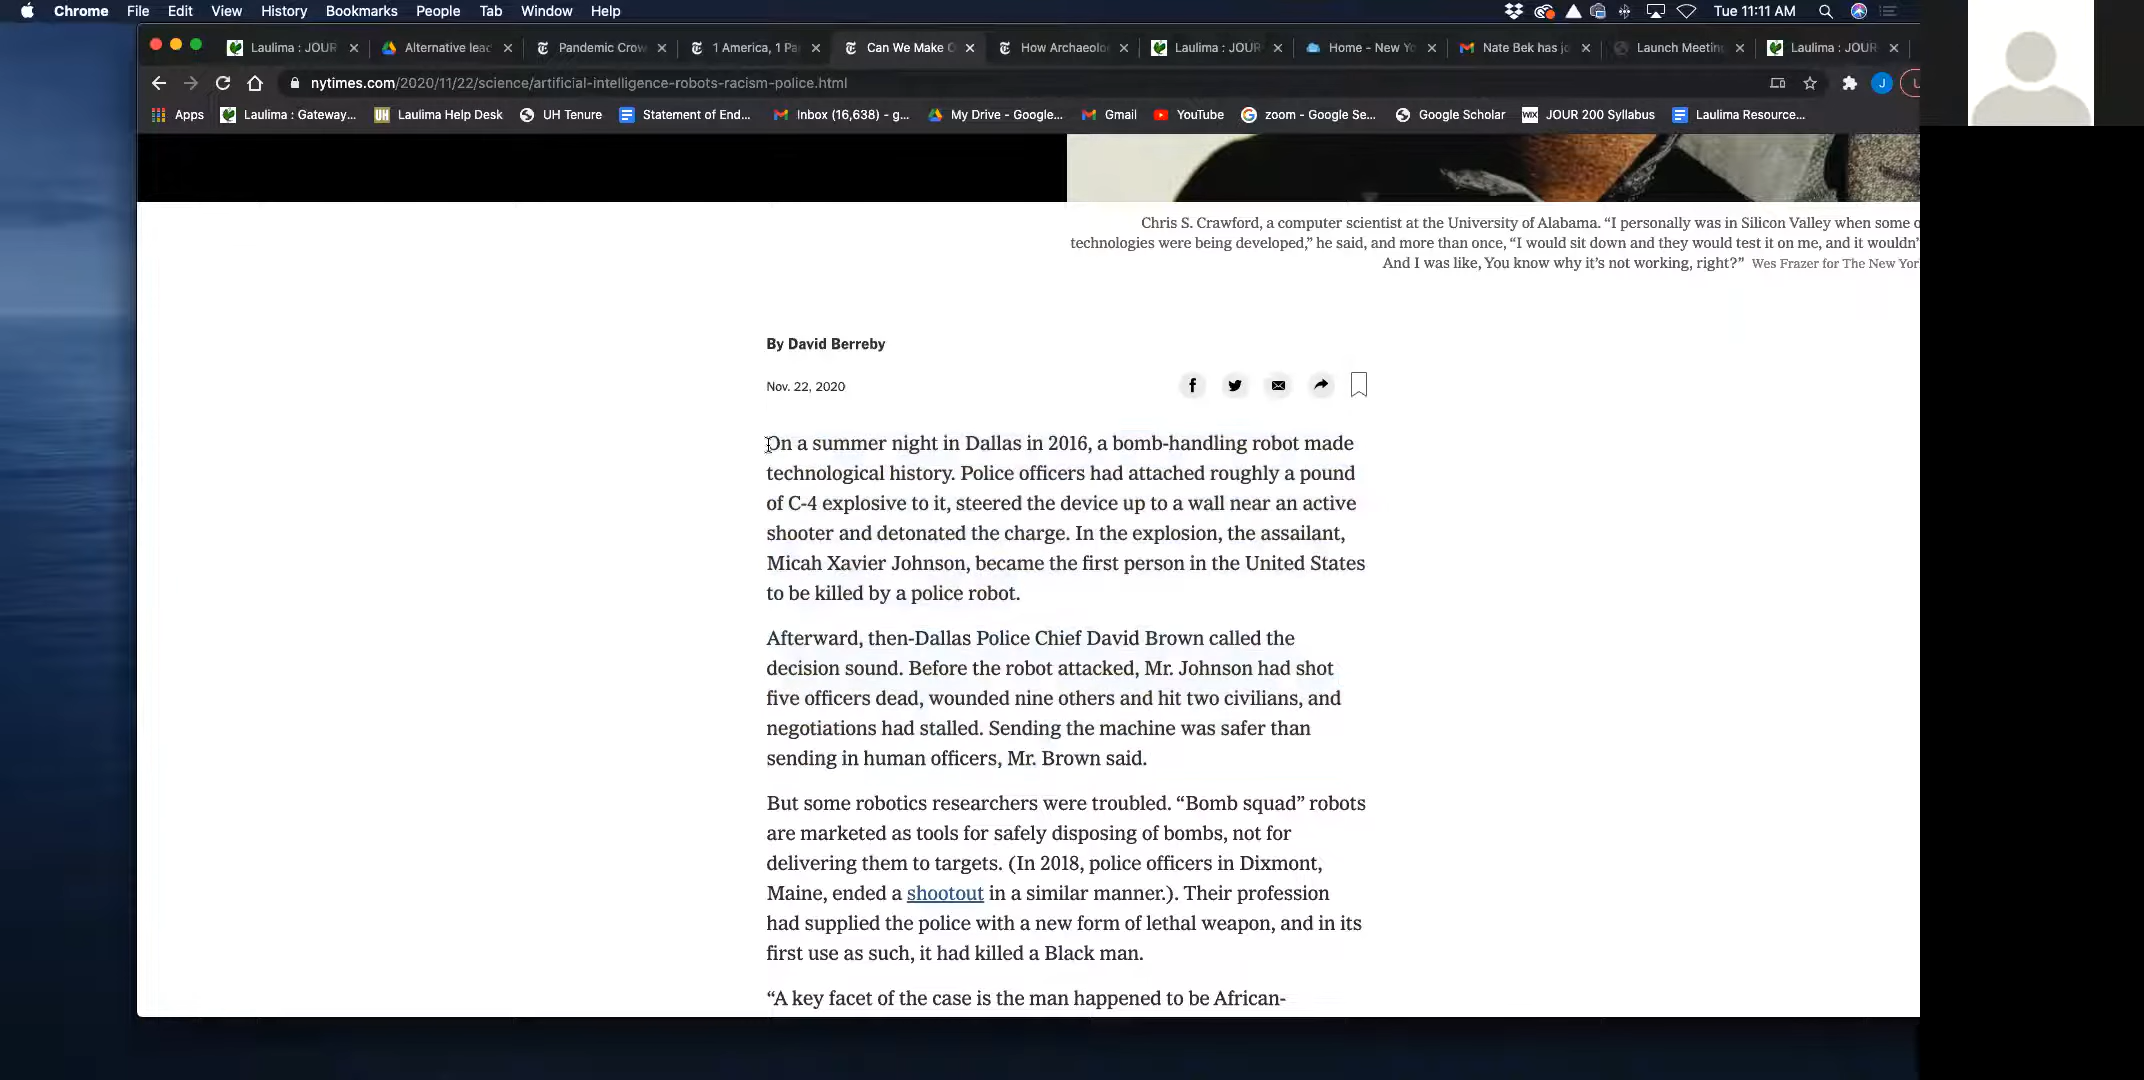 Chrome File Edit View History Bookmarks People Tab Window Help Tue 11:11 AM
Laulima : JOUR Alternative lead Pandemic Crow 1 America, 1 Pa Can We Make O How Archaeolo Laulima : JOUR Home - New Yo Nate Bek has jo Launch Meetin Laulima : JOUR
nytimes.com/2020/11/22/science/artificial-intelligence-robots-racism-police.html J
Apps Laulima : Gateway... UH Laulima Help Desk UH Tenure Statement of End... Inbox (16,638) - g... My Drive - Google... Gmail YouTube zoom - Google Se... Google Scholar WIX JOUR 200 Syllabus Laulima Resource...
Chris S. Crawford, a computer scientist at the University of Alabama. “I personally was in Silicon Valley when some o
technologies were being developed,” he said, and more than once, “I would sit down and they would test it on me, and it wouldn’
And I was like, You know why it’s not working, right?” Wes Frazer for The New Yor
By David Berreby
Nov. 22, 2020
On a summer night in Dallas in 2016, a bomb-handling robot made
technological history. Police officers had attached roughly a pound
of C-4 explosive to it, steered the device up to a wall near an active
shooter and detonated the charge. In the explosion, the assailant,
Micah Xavier Johnson, became the first person in the United States
to be killed by a police robot.
Afterward, then-Dallas Police Chief David Brown called the
decision sound. Before the robot attacked, Mr. Johnson had shot
five officers dead, wounded nine others and hit two civilians, and
negotiations had stalled. Sending the machine was safer than
sending in human officers, Mr. Brown said.
But some robotics researchers were troubled. “Bomb squad” robots
are marketed as tools for safely disposing of bombs, not for
delivering them to targets. (In 2018, police officers in Dixmont,
Maine, ended a shootout in a similar manner.). Their profession
had supplied the police with a new form of lethal weapon, and in its
first use as such, it had killed a Black man.
“A key facet of the case is the man happened to be African-